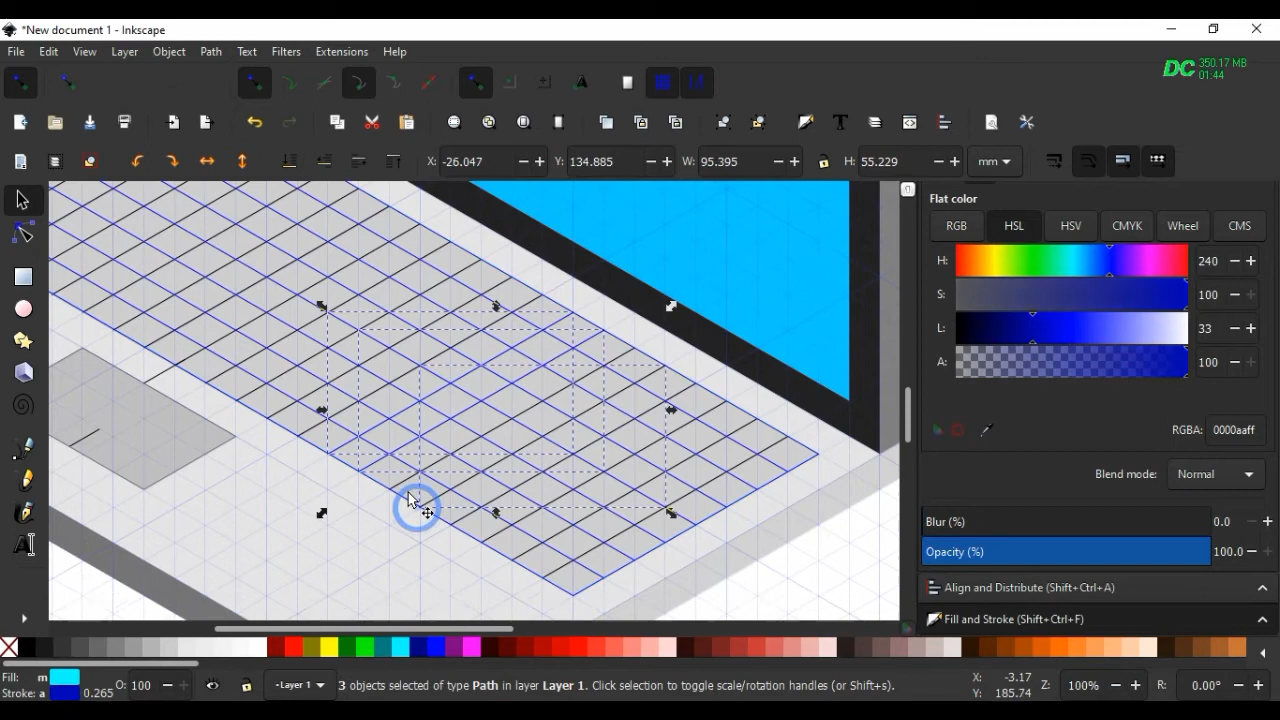 *New document 1 - Inkscape
DC 350.17 MB
01:44
File Edit View Layer Object Path Text Filters Extensions Help
X: -26.047 Y: 134.885 W: 95.395 H: 55.229 mm
Flat color
RGB HSL HSV CMYK Wheel CMS
H: 240
S: 100
L: 33
A: 100
RGBA: 0000aaff
Blend mode: Normal
Blur (%) 0.0
Opacity (%) 100.0
Align and Distribute (Shift+Ctrl+A)
Fill and Stroke (Shift+Ctrl+F)
Fill: m
Stroke: a 0.265
O: 100
-Layer 1
3 objects selected of type Path in layer Layer 1. Click selection to toggle scale/rotation handles (or Shift+s).
X: -3.17
Y: 185.74
Z: 100%
R: 0.00°